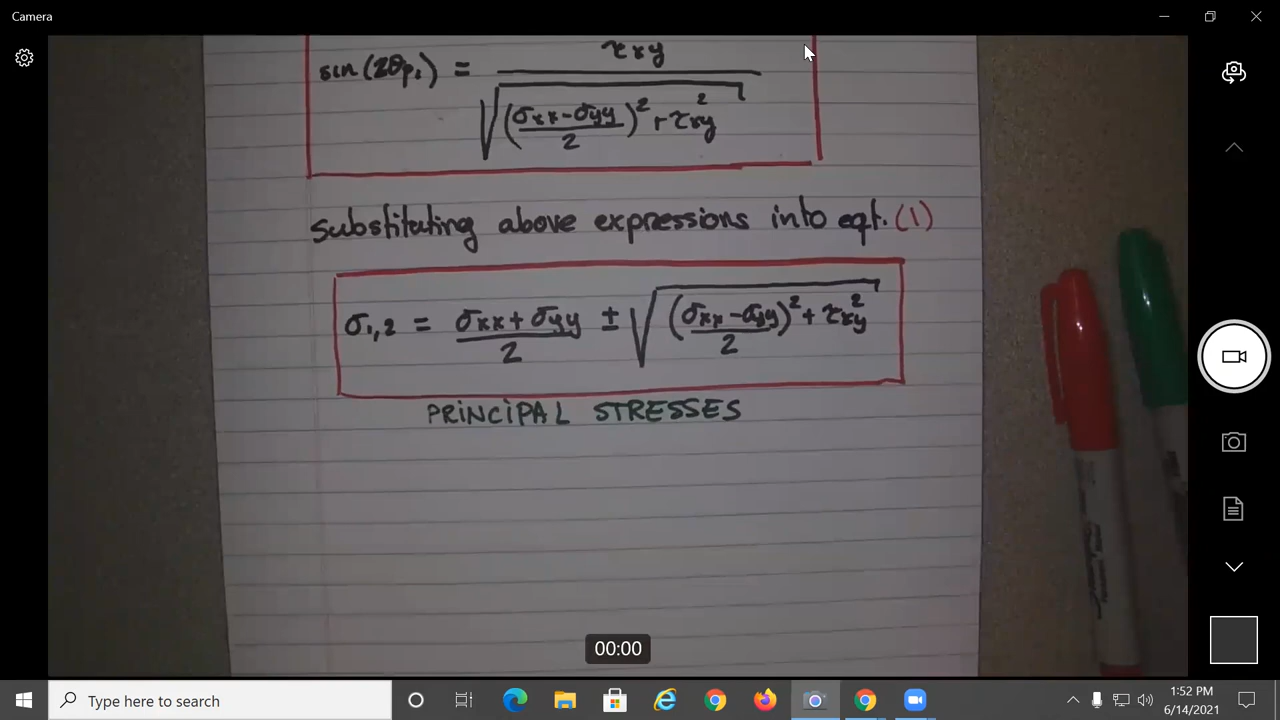 Camera
sin(2θp₁) = τxy / √((σxx-σyy/2)² + τxy²)
substituting above expressions into eqt. (1)
σ1,2 = σxx + σyy / 2 ± √((σxx - σyy / 2)² + τxy²)
PRINCIPAL STRESSES
00:00
Type here to search
1:52 PM
6/14/2021